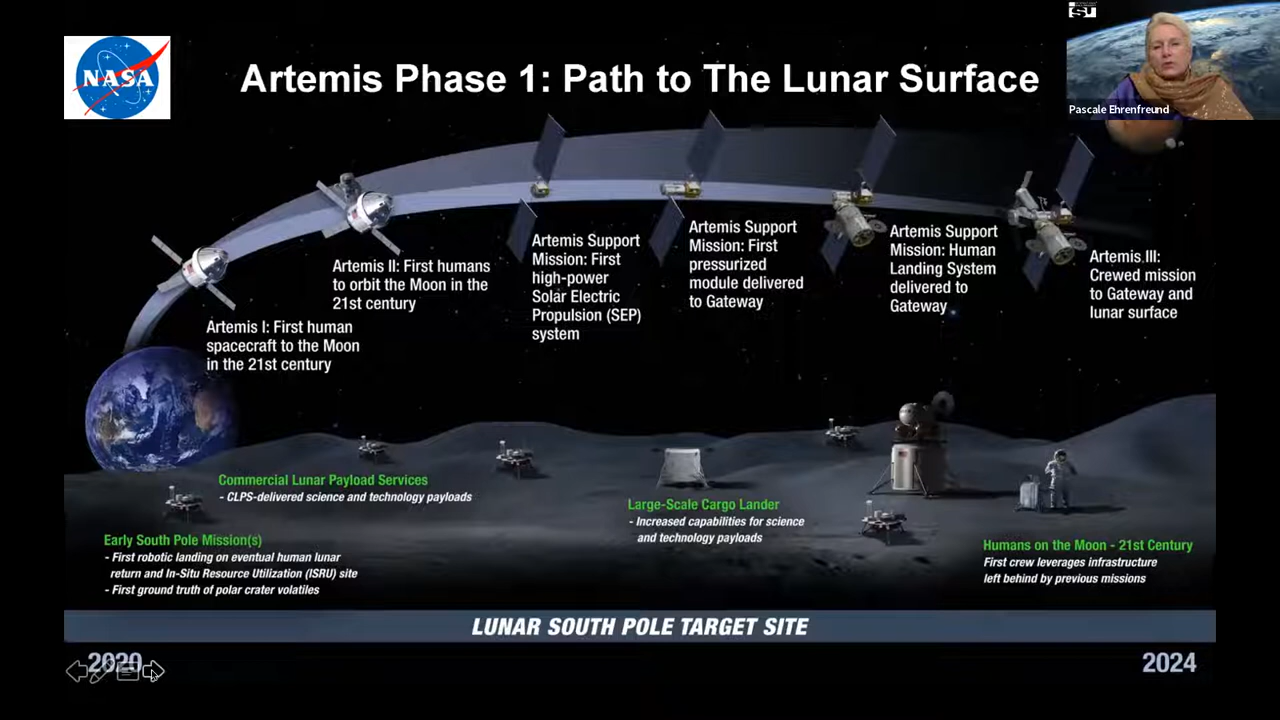 NASA
Artemis Phase 1: Path to The Lunar Surface
ISU
Pascale Ehrenfreund
Artemis I: First human
spacecraft to the Moon
in the 21st century
Artemis II: First humans
to orbit the Moon in the
21st century
Artemis Support
Mission: First
high-power
Solar Electric
Propulsion (SEP)
system
Artemis Support
Mission: First
pressurized
module delivered
to Gateway
Artemis Support
Mission: Human
Landing System
delivered to
Gateway
Artemis III:
Crewed mission
to Gateway and
lunar surface
Commercial Lunar Payload Services
- CLPS-delivered science and technology payloads
Early South Pole Mission(s)
- First robotic landing on eventual human lunar
return and In-Situ Resource Utilization (ISRU) site
- First ground truth of polar crater volatiles
Large-Scale Cargo Lander
- Increased capabilities for science
and technology payloads
Humans on the Moon - 21st Century
First crew leverages infrastructure
left behind by previous missions
LUNAR SOUTH POLE TARGET SITE
2020
2024